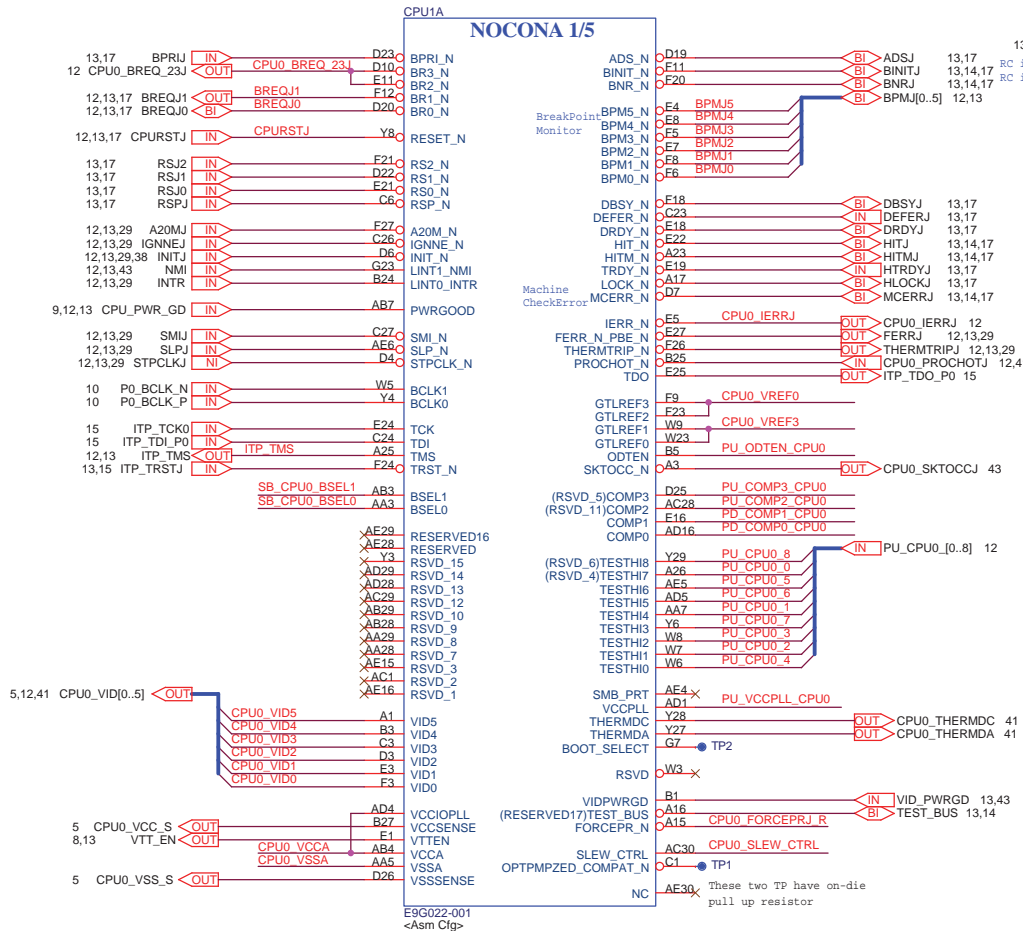 CPU1A
NOCONA 1/5
13,17 BPRIJ IN D23 BPRI_N
12 CPU0_BREQ_23J OUT CPU0_BREQ_23J D10 BR3_N
E11 BR2_N
12,13,17 BREQJ1 OUT BREQJ1 F12 BR1_N
12,13,17 BREQJ0 BI BREQJ0 D20 BR0_N
12,13,17 CPURSTJ IN CPURSTJ Y8 RESET_N
13,17 RSJ2 IN F21 RS2_N
13,17 RSJ1 IN D22 RS1_N
13,17 RSJ0 IN E21 RS0_N
13,17 RSPJ IN C6 RSP_N
12,13,29 A20MJ IN F27 A20M_N
12,13,29 IGNNEJ IN C26 IGNNE_N
12,13,29,38 INITJ IN D6 INIT_N
12,13,43 NMI IN G23 LINT1_NMI
12,13,29 INTR IN B24 LINT0_INTR
9,12,13 CPU_PWR_GD IN AB7 PWRGOOD
12,13,29 SMIJ IN C27 SMI_N
12,13,29 SLPJ IN AE6 SLP_N
12,13,29 STPCLKJ NI D4 STPCLK_N
10 P0_BCLK_N IN W5 BCLK1
10 P0_BCLK_P IN Y4 BCLK0
15 ITP_TCK0 IN E24 TCK
15 ITP_TDI_P0 IN C24 TDI
12,13 ITP_TMS OUT ITP_TMS A25 TMS
13,15 ITP_TRSTJ IN F24 TRST_N
SB_CPU0_BSEL1 AB3 BSEL1
SB_CPU0_BSEL0 AA3 BSEL0
AE29 RESERVED16
AE28 RESERVED
Y3 RSVD_15
AD29 RSVD_14
AD28 RSVD_13
AC29 RSVD_12
AB29 RSVD_10
AB28 RSVD_9
AA29 RSVD_8
AA28 RSVD_7
AE15 RSVD_3
AC1 RSVD_2
AE16 RSVD_1
5,12,41 CPU0_VID[0..5] OUT
CPU0_VID5 A1 VID5
CPU0_VID4 B3 VID4
CPU0_VID3 C3 VID3
CPU0_VID2 D3 VID2
CPU0_VID1 E3 VID1
CPU0_VID0 F3 VID0
AD4 VCCIOPLL
5 CPU0_VCC_S OUT B27 VCCSENSE
8,13 VTT_EN OUT E1 VTTEN
CPU0_VCCA AB4 VCCA
CPU0_VSSA AA5 VSSA
5 CPU0_VSS_S OUT D26 VSSSENSE
E9G022-001
<Asm Cfg>
13
RC i
RC i
ADS_N D19 BI ADSJ 13,17
BINIT_N F11 BI BINITJ 13,14,17
BNR_N F20 BI BNRJ 13,14,17
BI BPMJ[0..5] 12,13
BreakPoint
Monitor
BPM5_N E4 BPMJ5
BPM4_N E8 BPMJ4
BPM3_N F5 BPMJ3
BPM2_N E7 BPMJ2
BPM1_N F8 BPMJ1
BPM0_N F6 BPMJ0
DBSY_N F18 BI DBSYJ 13,17
DEFER_N C23 IN DEFERJ 13,17
DRDY_N E18 BI DRDYJ 13,17
HIT_N E22 BI HITJ 13,14,17
HITM_N A23 BI HITMJ 13,14,17
TRDY_N E19 IN HTRDYJ 13,17
LOCK_N A17 BI HLOCKJ 13,17
MCERR_N D7 BI MCERRJ 13,14,17
Machine
CheckError
IERR_N E5 CPU0_IERRJ OUT CPU0_IERRJ 12
FERR_N_PBE_N E27 OUT FERRJ 12,13,29
THERMTRIP_N F26 OUT THERMTRIPJ 12,13,29
PROCHOT_N B25 IN CPU0_PROCHOTJ 12,4
TDO E25 OUT ITP_TDO_P0 15
GTLREF3 F9 CPU0_VREF0
GTLREF2 F23
GTLREF1 W9 CPU0_VREF3
GTLREF0 W23
ODTEN B5 PU_ODTEN_CPU0
SKTOCC_N A3 OUT CPU0_SKTOCCJ 43
(RSVD_5)COMP3 D25 PU_COMP3_CPU0
(RSVD_11)COMP2 AC28 PU_COMP2_CPU0
COMP1 E16 PD_COMP1_CPU0
COMP0 AD16 PD_COMP0_CPU0
IN PU_CPU0_[0..8] 12
(RSVD_6)TESTHI8 Y29 PU_CPU0_8
(RSVD_4)TESTHI7 A26 PU_CPU0_0
TESTHI6 AE5 PU_CPU0_5
TESTHI5 AD5 PU_CPU0_6
TESTHI4 AA7 PU_CPU0_1
TESTHI3 Y6 PU_CPU0_7
TESTHI2 W8 PU_CPU0_3
TESTHI1 W7 PU_CPU0_2
TESTHI0 W6 PU_CPU0_4
SMB_PRT AE4
VCCPLL AD1 PU_VCCPLL_CPU0
THERMDC Y28 OUT CPU0_THERMDC 41
THERMDA Y27 OUT CPU0_THERMDA 41
BOOT_SELECT G7 TP2
RSVD W3
VIDPWRGD B1 IN VID_PWRGD 13,43
(RESERVED17)TEST_BUS A16 BI TEST_BUS 13,14
FORCEPR_N A15 CPU0_FORCEPRJ_R
SLEW_CTRL AC30 CPU0_SLEW_CTRL
OPTPMPZED_COMPAT_N C1 TP1
NC AE30
These two TP have on-die
pull up resistor